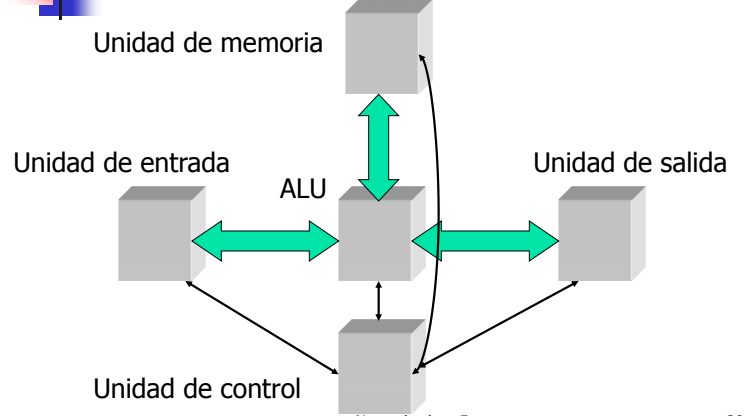 Unidad de memoria
Unidad de entrada
Unidad de salida
ALU
Unidad de control